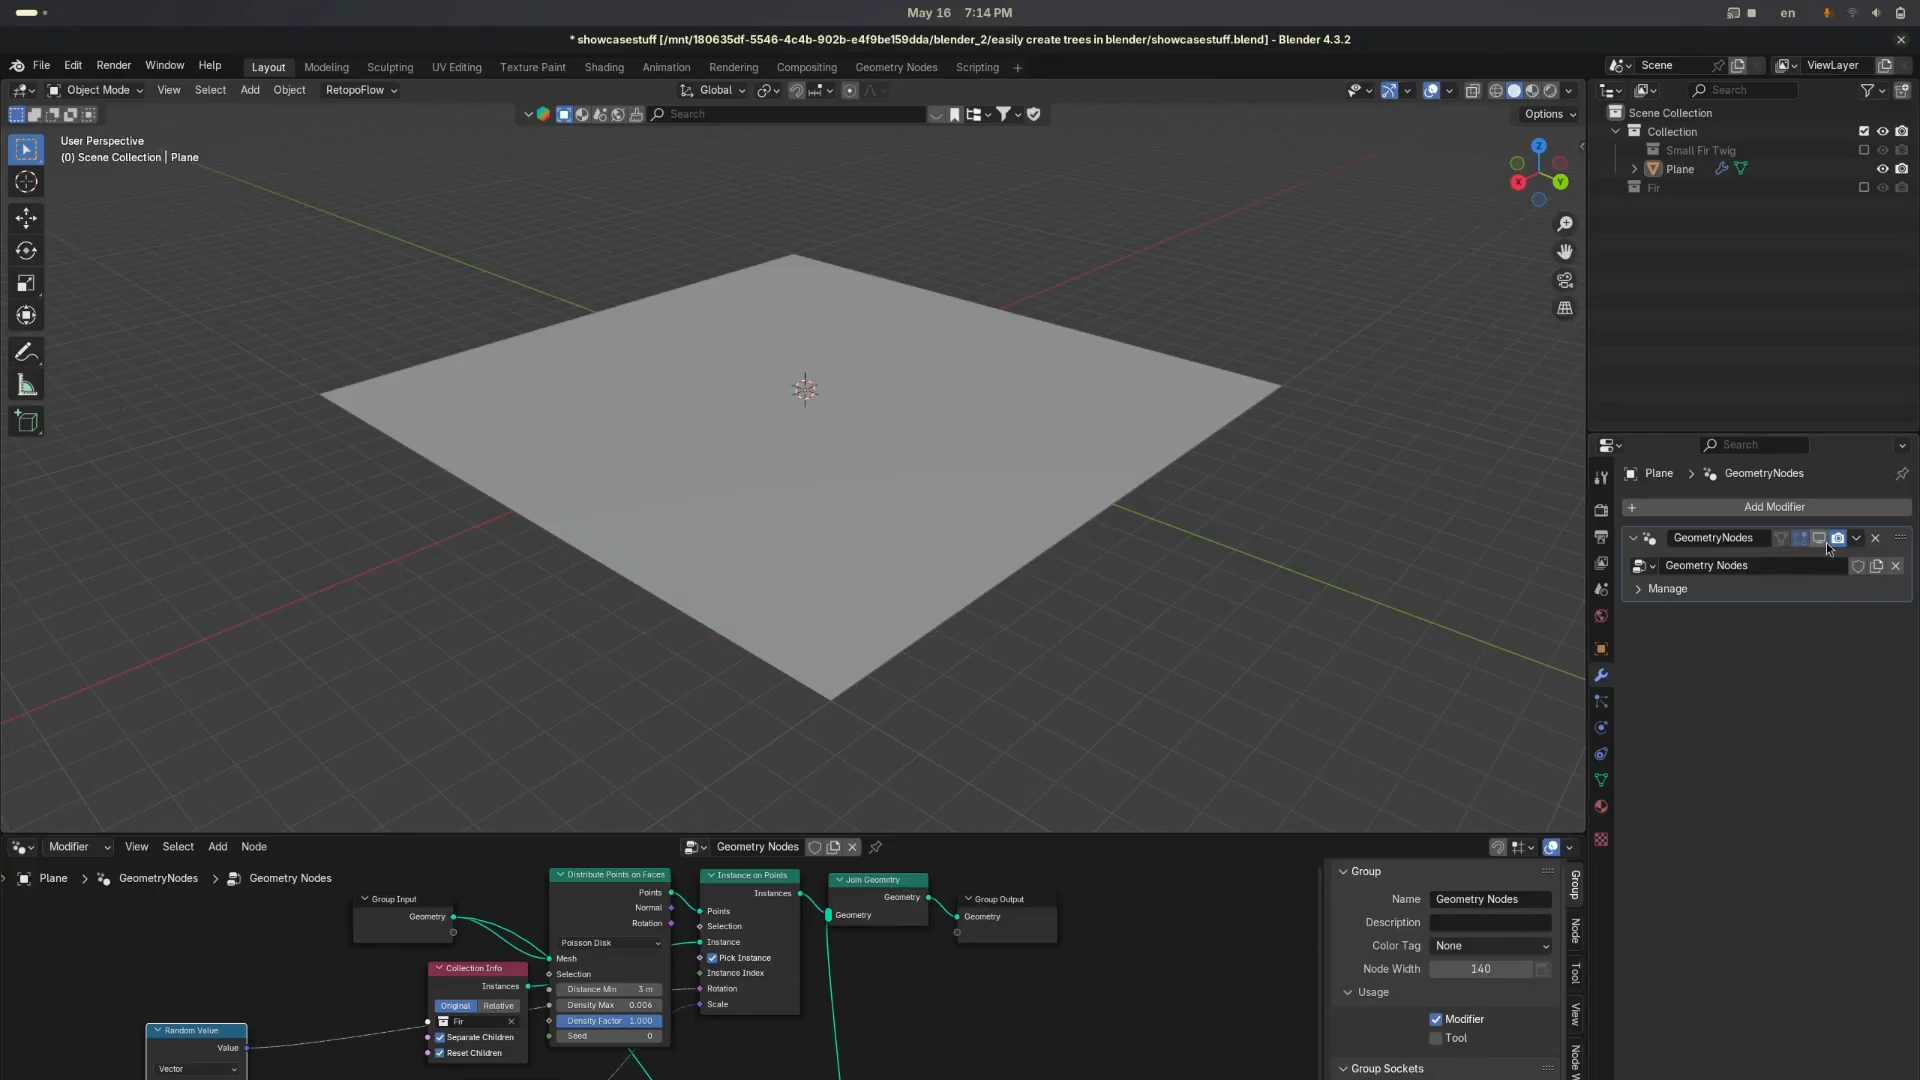 May 16 7:14 PM
en
* showcasestuff [/mnt/180635df-5546-4c4b-902b-e4f9be159dda/blender_2/easily create trees in blender/showcasestuff.blend] - Blender 4.3.2
File Edit Render Window Help
Layout Modeling Sculpting UV Editing Texture Paint Shading Animation Rendering Compositing Geometry Nodes Scripting +
Scene
ViewLayer
Object Mode View Select Add Object RetopoFlow
Global
Search
Options
User Perspective
(0) Scene Collection | Plane
Z
X
Y
Search
Scene Collection
Collection
Small Fir Twig
Plane
Fir
Search
Plane > GeometryNodes
+ Add Modifier
GeometryNodes
Geometry Nodes
Manage
Modifier View Select Add Node
Geometry Nodes
Plane > GeometryNodes > Geometry Nodes
Group Input
Geometry
Collection Info
Instances
Original Relative
Fir
Separate Children
Reset Children
Random Value
Value
Vector
Distribute Points on Faces
Points
Normal
Rotation
Poisson Disk
Mesh
Selection
Distance Min 3 m
Density Max 0.006
Density Factor 1.000
Seed 0
Instance on Points
Instances
Points
Selection
Instance
Pick Instance
Instance Index
Rotation
Scale
Join Geometry
Geometry
Geometry
Group Output
Geometry
Group
Name Geometry Nodes
Description
Color Tag None
Node Width 140
Usage
Modifier
Tool
Group Sockets
Group
Node
Tool
View
Node W